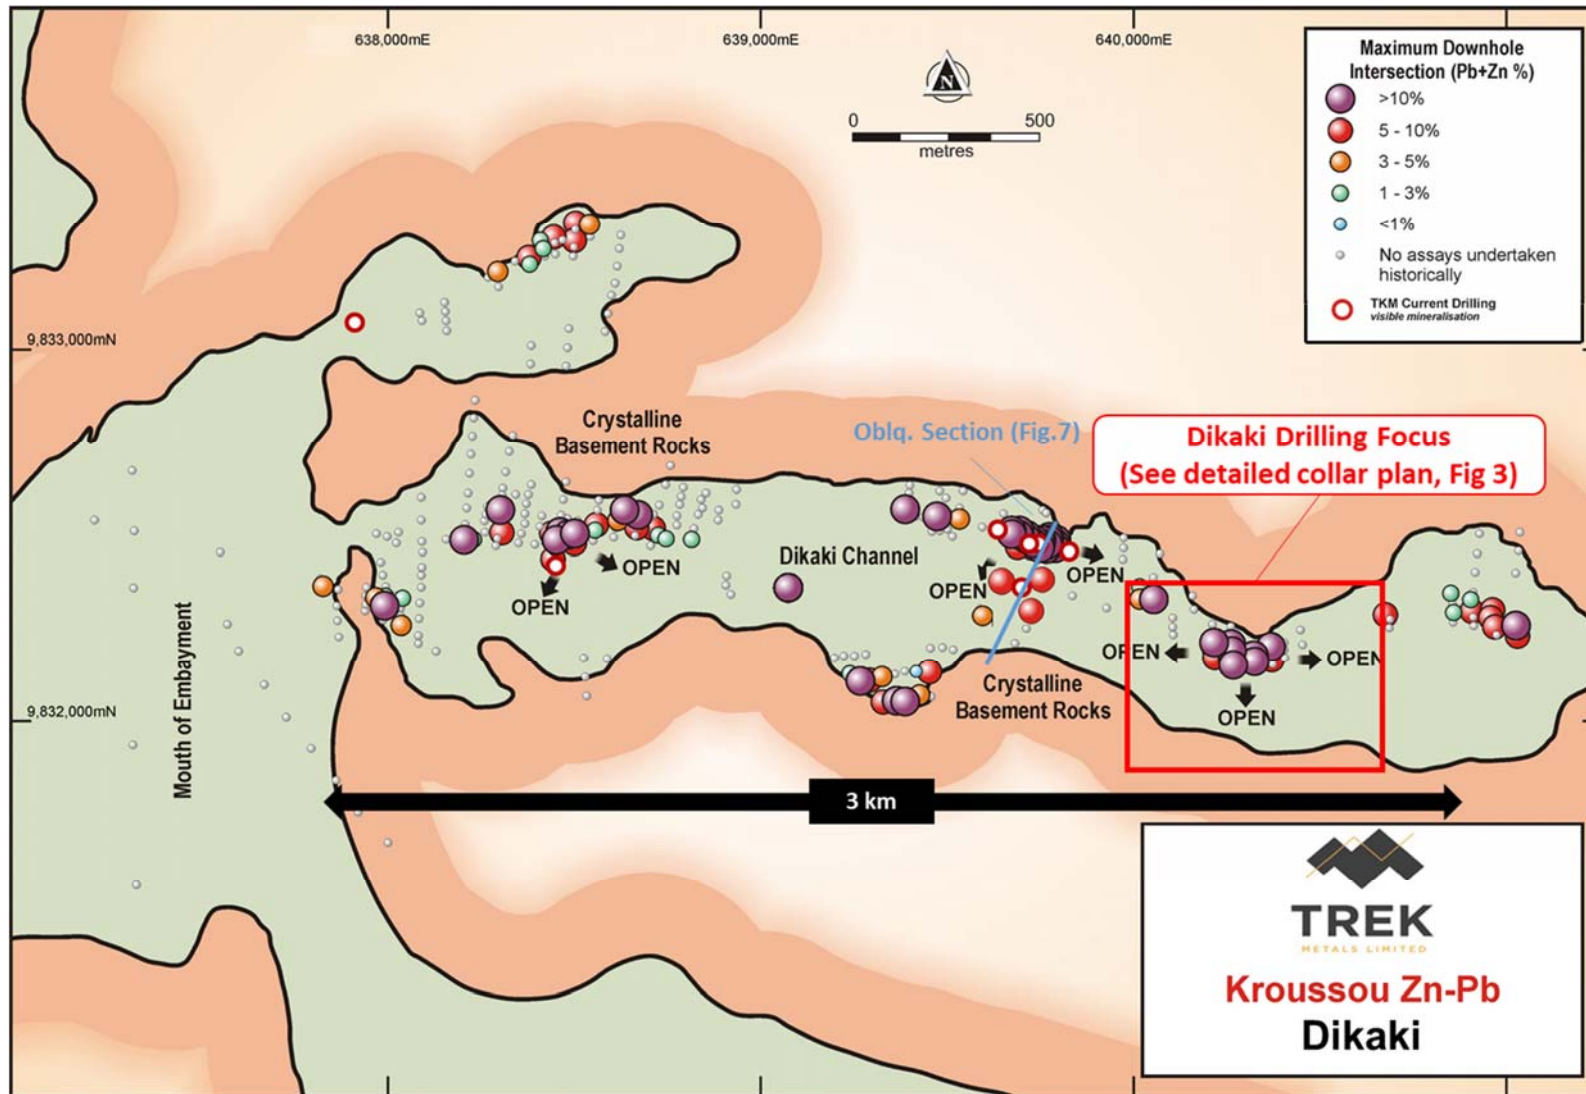 638,000mE
639,000mE
640,000mE
N
0 500
metres
Maximum Downhole
Intersection (Pb+Zn %)
>10%
5 - 10%
3 - 5%
1 - 3%
<1%
No assays undertaken
historically
TKM Current Drilling
visible mineralisation
9,833,000mN
Crystalline
Basement Rocks
Oblq. Section (Fig.7)
Dikaki Drilling Focus
(See detailed collar plan, Fig 3)
Dikaki Channel
OPEN
OPEN
OPEN
OPEN
OPEN
OPEN
OPEN
Crystalline
Basement Rocks
9,832,000mN
Mouth of Embayment
3 km
TREK
METALS LIMITED
Kroussou Zn-Pb
Dikaki